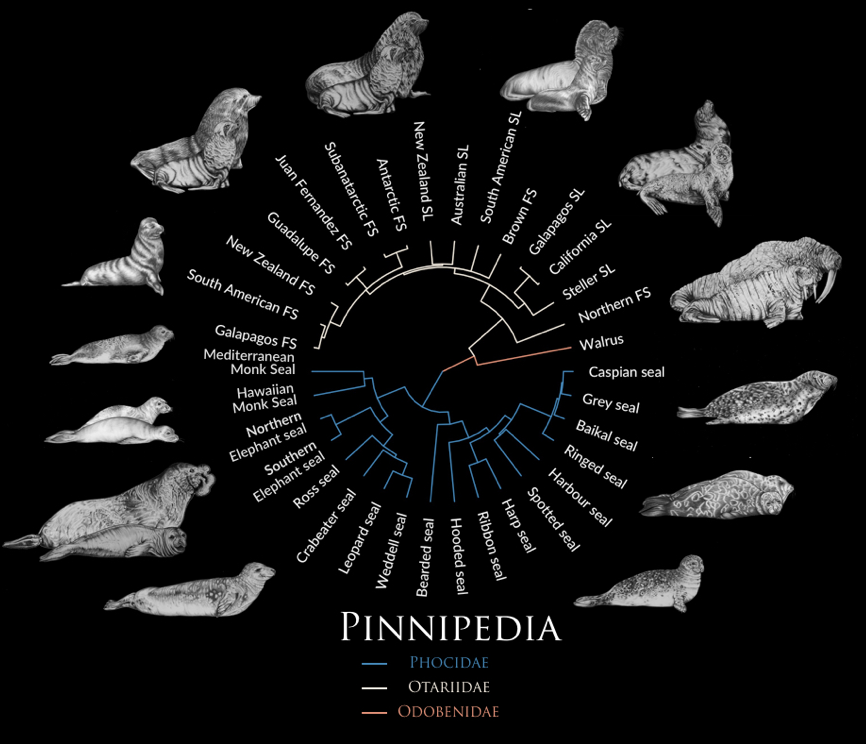 New Zealand SL
Australian SL
South American SL
Antarctic FS
Brown FS
Subanatarctic FS
Galapagos SL
Juan Fernandez FS
California SL
Guadalupe FS
Steller SL
New Zealand FS
Northern FS
South American FS
Walrus
Galapagos FS
Mediterranean
Monk Seal
Caspian seal
Hawaiian
Monk Seal
Grey seal
Northern
Elephant seal
Baikal seal
Southern
Elephant seal
Ringed seal
Ross seal
Harbour seal
Crabeater seal
Spotted seal
Leopard seal
Harp seal
Weddell seal
Ribbon seal
Bearded seal
Hooded seal
PINNIPEDIA
PHOCIDAE
OTARIIDAE
ODOBENIDAE